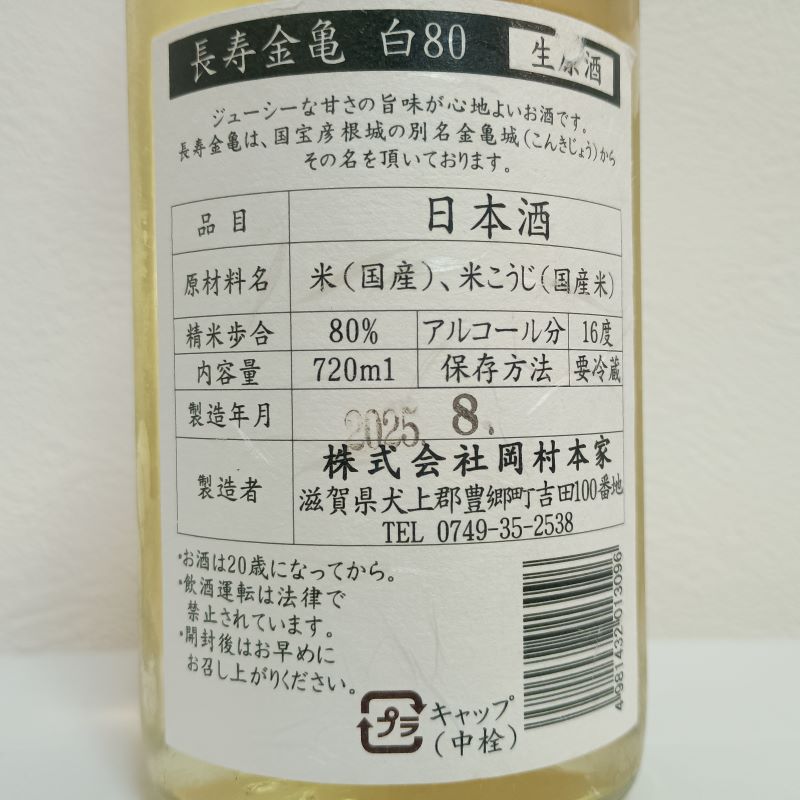 長寿金亀 白80 生原酒
ジューシーな甘さの旨味が心地よいお酒です。
長寿金亀は、国宝彦根城の別名金亀城(こんきじょう)から
その名を頂いております。
品目 日本酒
原材料名 米(国産)、米こうじ(国産米)
精米歩合 80% アルコール分 16度
内容量 720ml 保存方法 要冷蔵
製造年月 2025. 8.
製造者 株式会社岡村本家
滋賀県犬上郡豊郷町吉田100番地
TEL 0749-35-2538
・お酒は20歳になってから。
・飲酒運転は法律で
禁止されています。
・開封後はお早めに
お召し上がりください。
4 981432 013096
プラ キャップ
(中栓)